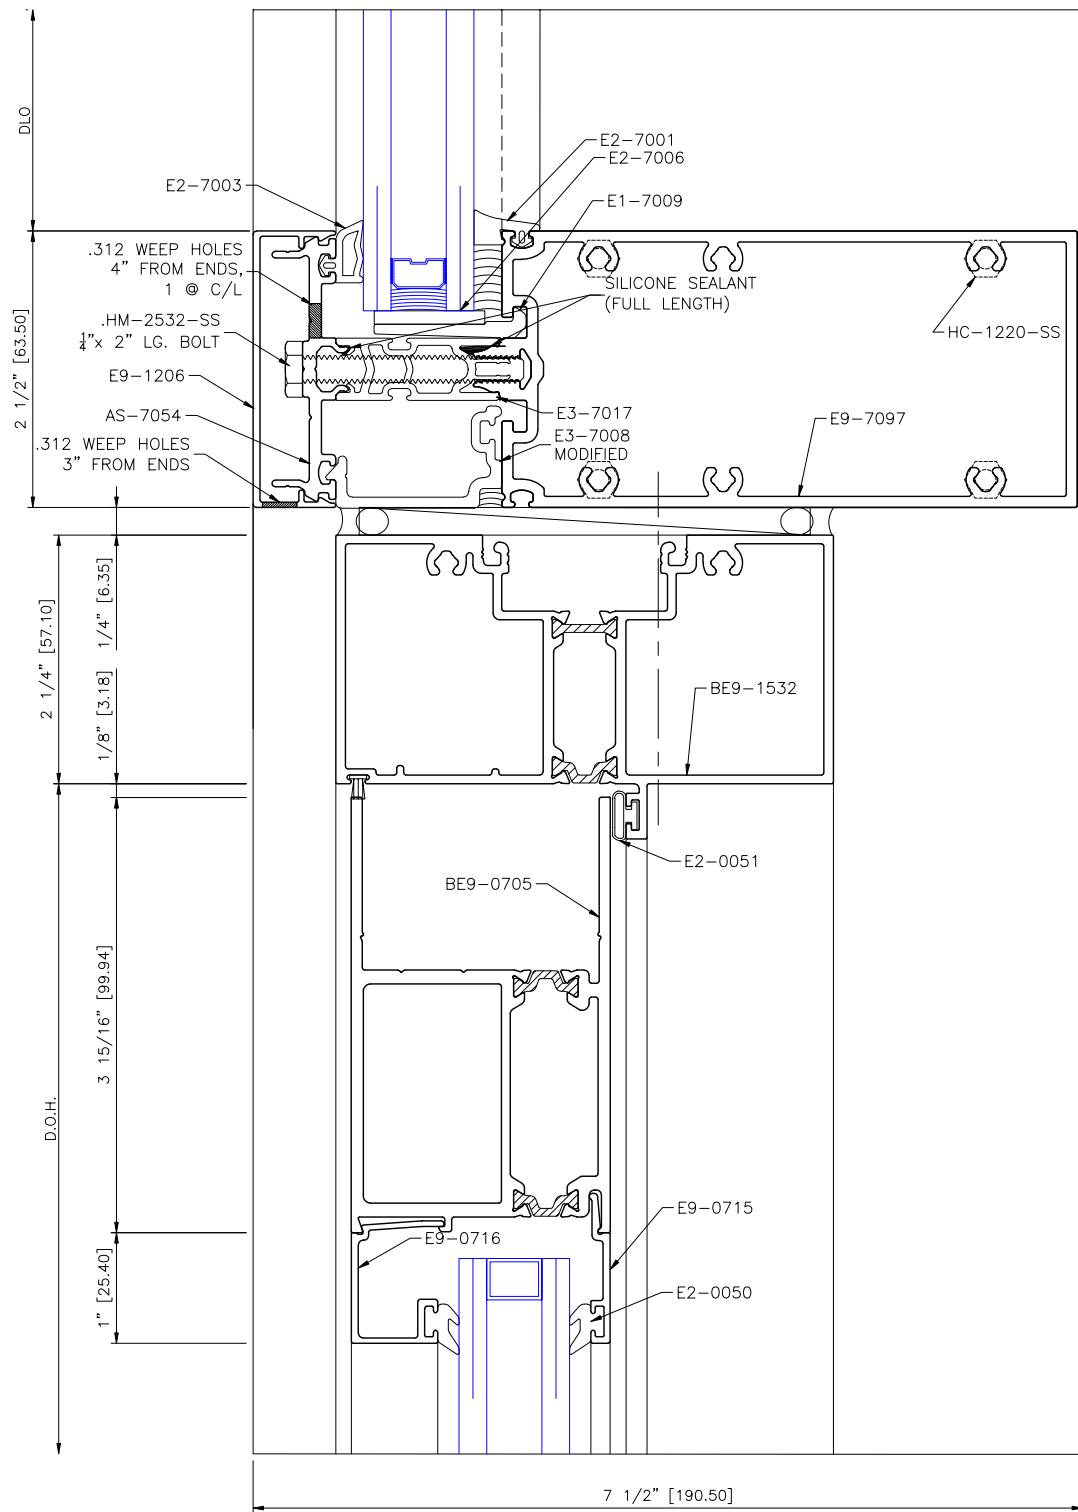 DLO
E2-7001
E2-7006
E2-7003
E1-7009
.312 WEEP HOLES
4” FROM ENDS,
1 @ C/L
SILICONE SEALANT
(FULL LENGTH)
.HM-2532-SS
1/4”x 2” LG. BOLT
HC-1220-SS
2 1/2” [63.50]
E9-1206
AS-7054
E3-7017
E9-7097
.312 WEEP HOLES
3” FROM ENDS
E3-7008
MODIFIED
1/4” [6.35]
2 1/4” [57.10]
1/8” [3.18]
BE9-1532
E2-0051
BE9-0705
3 15/16” [99.94]
D.O.H.
E9-0715
E9-0716
1” [25.40]
E2-0050
7 1/2” [190.50]